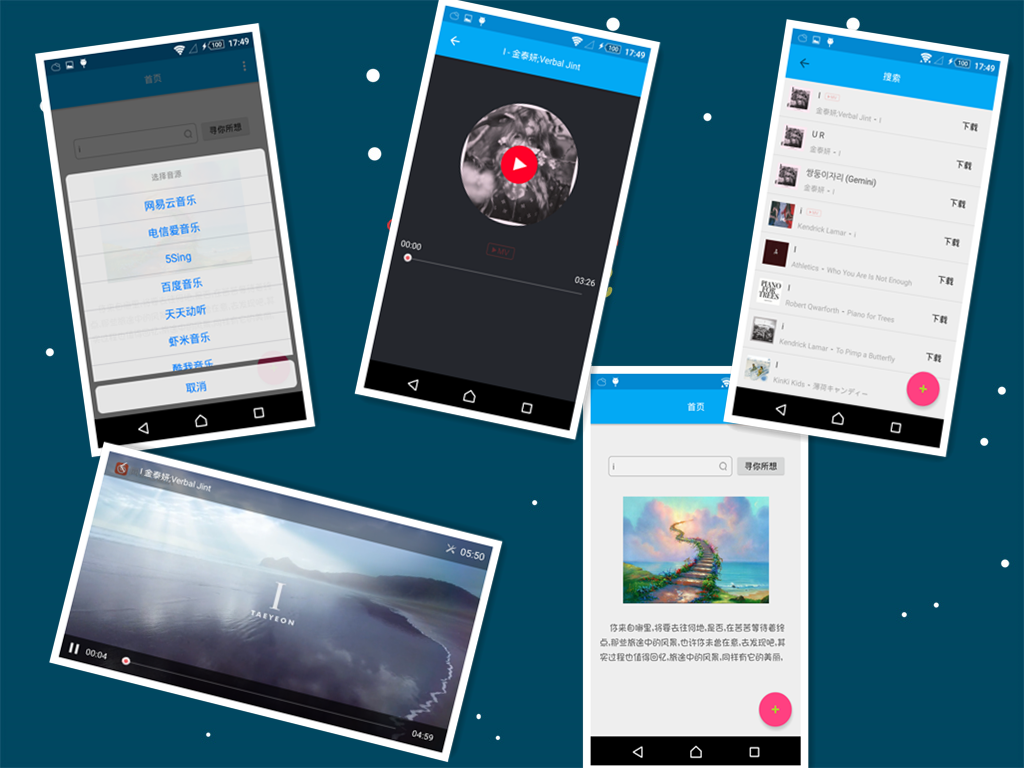 100 17:49
首页
i
寻你所想
选择音源
网易云音乐
电信爱音乐
5Sing
百度音乐
天天动听
虾米音乐
酷我音乐
取消
100 17:49
I - 金泰妍;Verbal Jint
MV
00:00
03:26
100 17:49
搜索
I MV
金泰妍;Verbal Jint - I
下载
U R
金泰妍 - I
下载
쌍둥이자리 (Gemini)
金泰妍 - I
下载
i
Kendrick Lamar - i
下载
I
Athletics - Who You Are Is Not Enough
下载
PIANO
FOR
TREES
I
Robert Qwarforth - Piano for Trees
下载
i
Kendrick Lamar - To Pimp a Butterfly
下载
I
KinKi Kids - 薄荷キャンディー
+
I 金泰妍;Verbal Jint
05:50
I
TAEYEON
00:04
04:59
首页
i
寻你所想
你来自哪里,将要去往何地,是否,在苦苦等待着终
点,那些旅途中的风景,也许你未曾在意,去发现吧,其
实过程也值得回忆,旅途中的风景,同样有它的美丽.
+